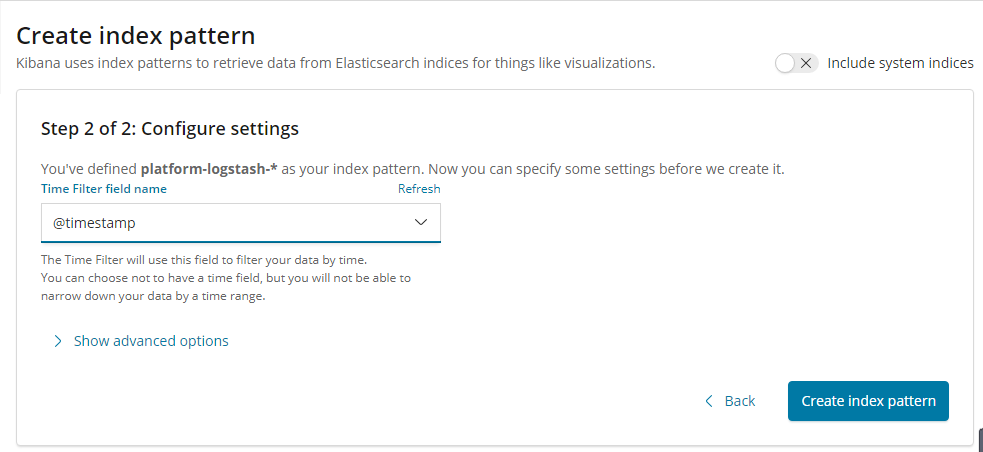 Create index pattern
Kibana uses index patterns to retrieve data from Elasticsearch indices for things like visualizations.
Include system indices
Step 2 of 2: Configure settings
You've defined platform-logstash-* as your index pattern. Now you can specify some settings before we create it.
Time Filter field name Refresh
@timestamp
The Time Filter will use this field to filter your data by time.
You can choose not to have a time field, but you will not be able to
narrow down your data by a time range.
Show advanced options
Back Create index pattern